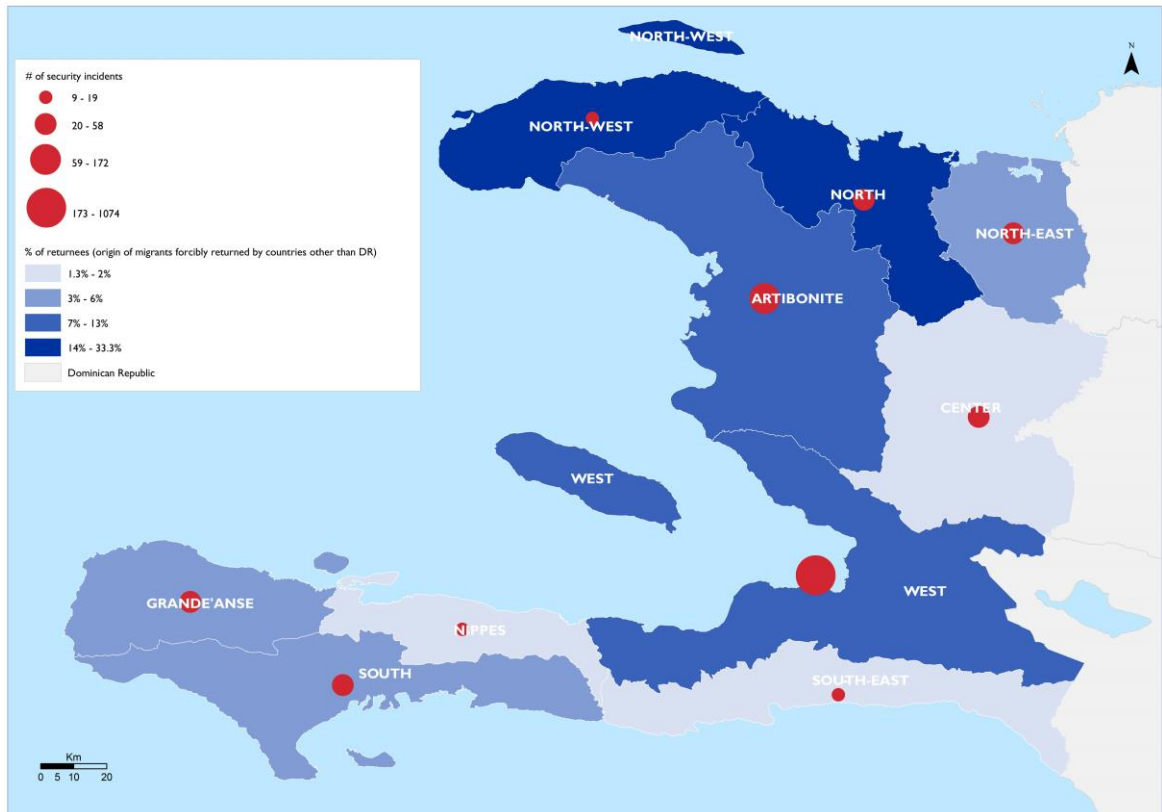 NORTH-WEST
N
# of security incidents
9 - 19
20 - 58
59 - 172
173 - 1074
% of returnees (origin of migrants forcibly returned by countries other than DR)
1.3% - 2%
3% - 6%
7% - 13%
14% - 33.3%
Dominican Republic
NORTH-WEST
NORTH
NORTH-EAST
ARTIBONITE
CENTER
WEST
WEST
GRANDE'ANSE
NIPPES
SOUTH
SOUTH-EAST
Km
0 5 10 20